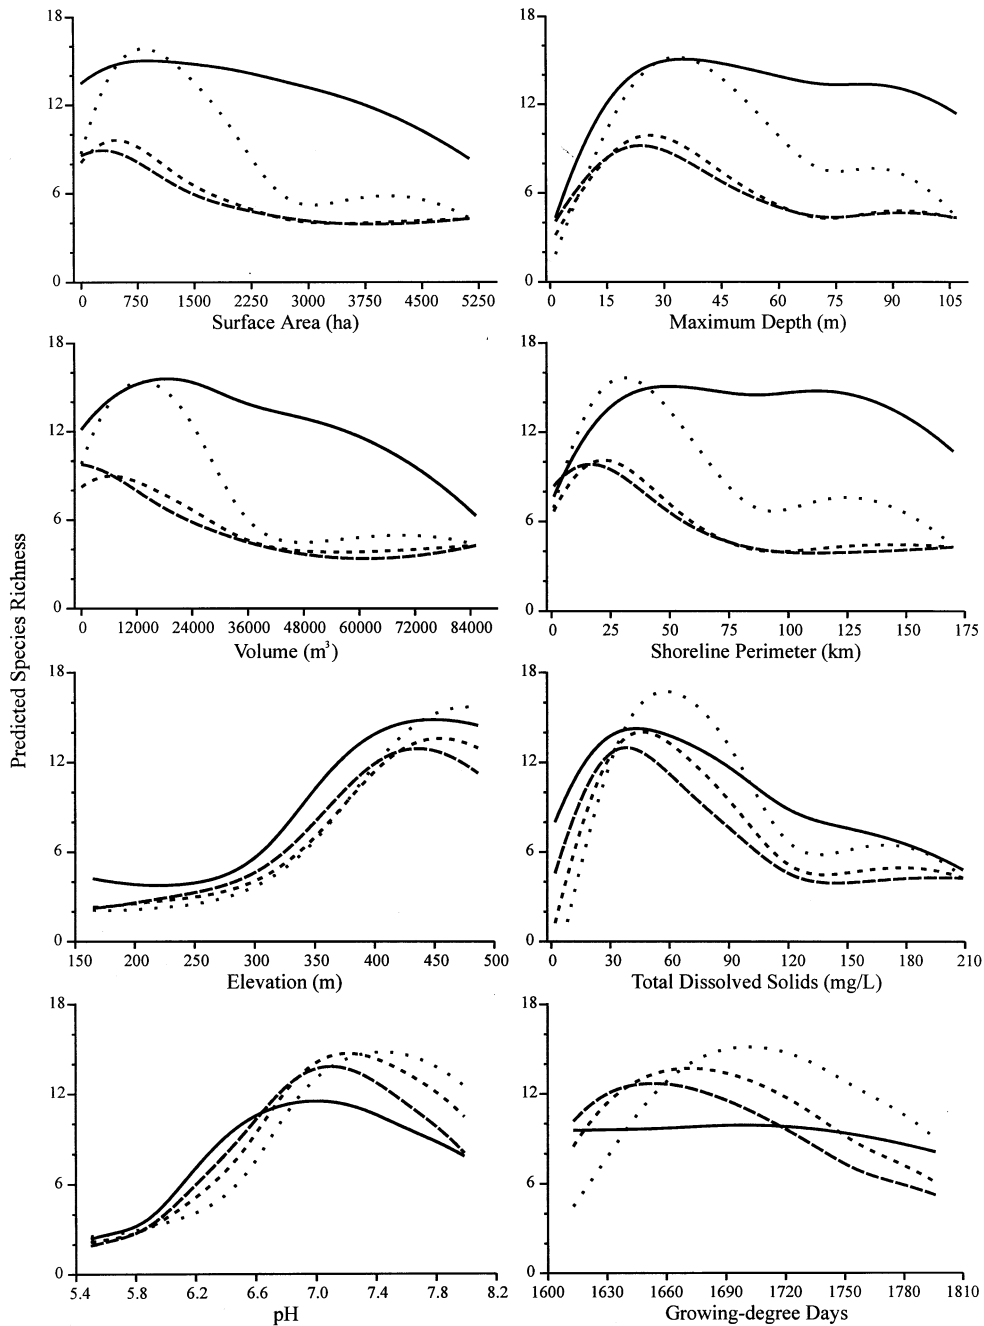 Predicted Species Richness
18
12
6
0
0 750 1500 2250 3000 3750 4500 5250
Surface Area (ha)
18
12
6
0
0 15 30 45 60 75 90 105
Maximum Depth (m)
18
12
6
0
0 12000 24000 36000 48000 60000 72000 84000
Volume (m³)
18
12
6
0
0 25 50 75 100 125 150 175
Shoreline Perimeter (km)
18
12
6
0
150 200 250 300 350 400 450 500
Elevation (m)
18
12
6
0
0 30 60 90 120 150 180 210
Total Dissolved Solids (mg/L)
18
12
6
0
5.4 5.8 6.2 6.6 7.0 7.4 7.8 8.2
pH
18
12
6
0
1600 1630 1660 1690 1720 1750 1780 1810
Growing-degree Days